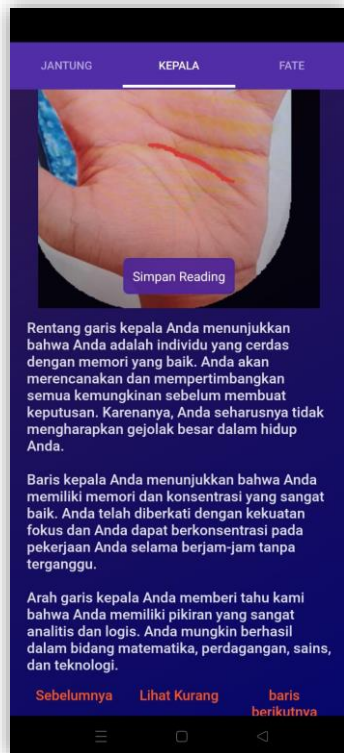 JANTUNG
KEPALA
FATE
Simpan Reading
Rentang garis kepala Anda menunjukkan
bahwa Anda adalah individu yang cerdas
dengan memori yang baik. Anda akan
merencanakan dan mempertimbangkan
semua kemungkinan sebelum membuat
keputusan. Karenanya, Anda seharusnya tidak
mengharapkan gejolak besar dalam hidup
Anda.
Baris kepala Anda menunjukkan bahwa Anda
memiliki memori dan konsentrasi yang sangat
baik. Anda telah diberkati dengan kekuatan
fokus dan Anda dapat berkonsentrasi pada
pekerjaan Anda selama berjam-jam tanpa
terganggu.
Arah garis kepala Anda memberi tahu kami
bahwa Anda memiliki pikiran yang sangat
analitis dan logis. Anda mungkin berhasil
dalam bidang matematika, perdagangan, sains,
dan teknologi.
Sebelumnya
Lihat Kurang
baris
berikutnya